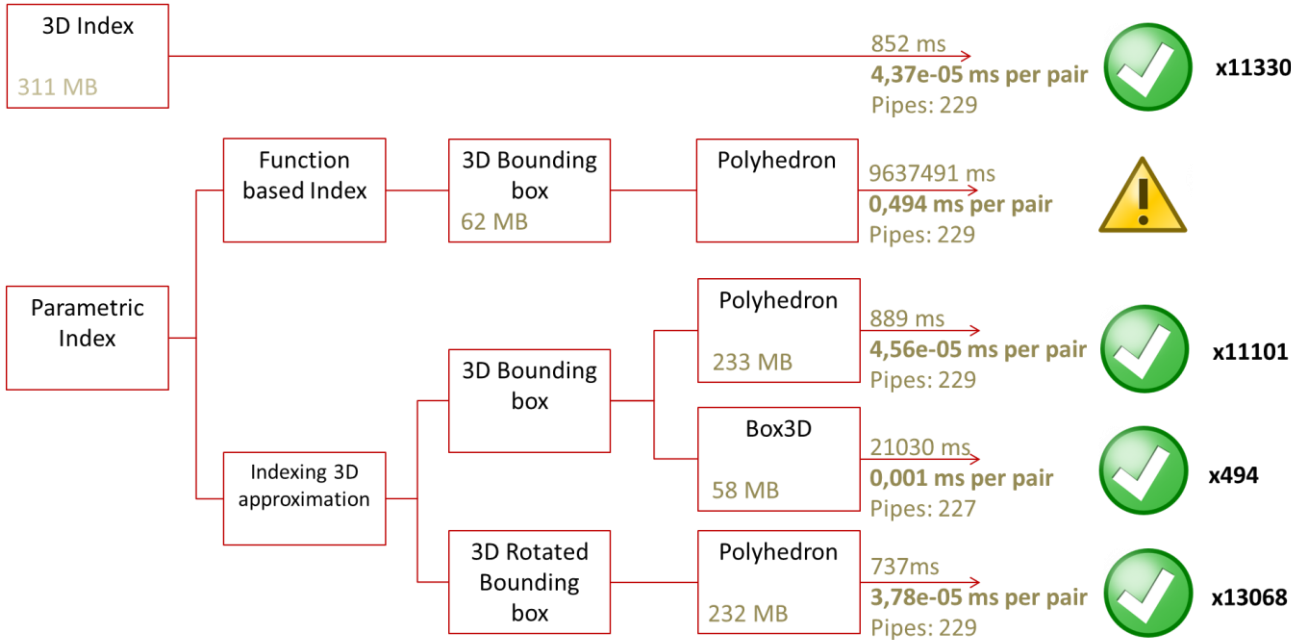 3D Index
311 MB
852 ms
4,37e-05 ms per pair
Pipes: 229
x11330
Function
based Index
3D Bounding
box
62 MB
Polyhedron
9637491 ms
0,494 ms per pair
Pipes: 229
Parametric
Index
3D Bounding
box
Polyhedron
233 MB
889 ms
4,56e-05 ms per pair
Pipes: 229
x11101
Box3D
58 MB
21030 ms
0,001 ms per pair
Pipes: 227
x494
Indexing 3D
approximation
3D Rotated
Bounding
box
Polyhedron
232 MB
737ms
3,78e-05 ms per pair
Pipes: 229
x13068